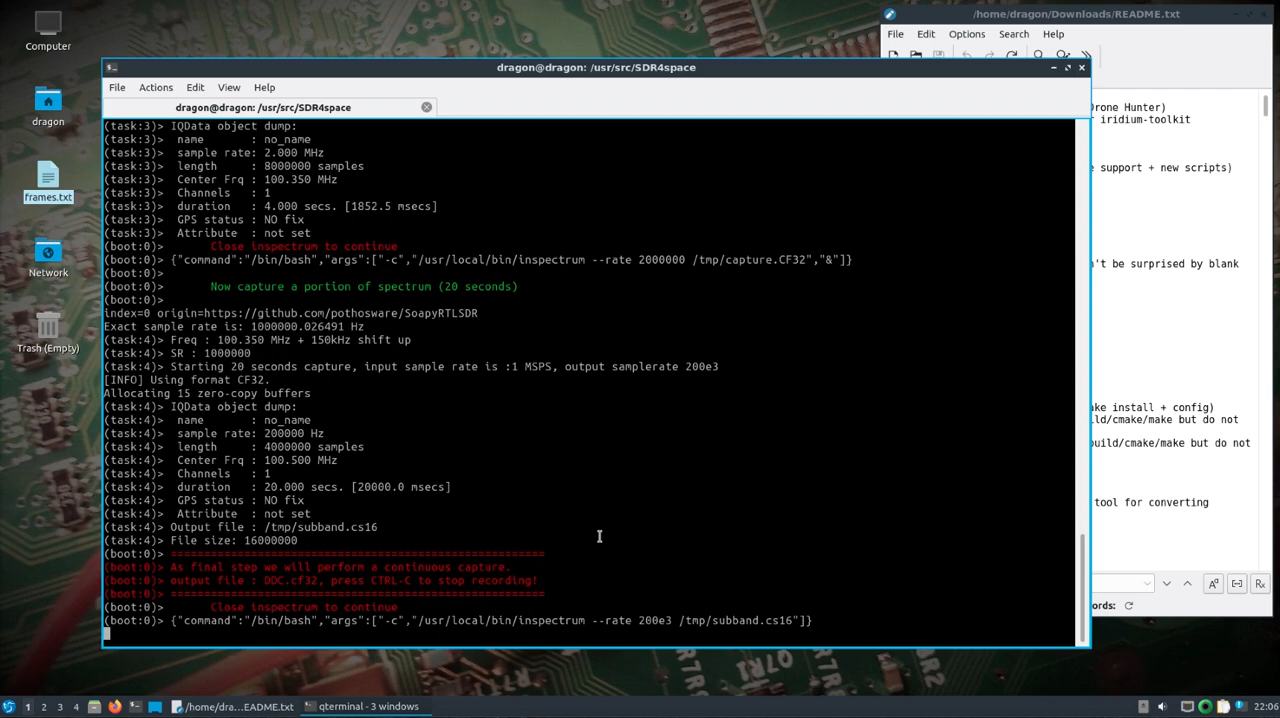 Computer
dragon
frames.txt
Network
Trash (Empty)
/home/dragon/Downloads/README.txt
File Edit Options Search Help
rone Hunter)
iridium-toolkit
support + new scripts)
't be surprised by blank
ake install + config)
ild/cmake/make but do not
uild/cmake/make but do not
tool for converting
ords:
dragon@dragon: /usr/src/SDR4space
File Actions Edit View Help
dragon@dragon: /usr/src/SDR4space
(task:3)> IQData object dump:
(task:3)> name : no_name
(task:3)> sample rate: 2.000 MHz
(task:3)> length : 8000000 samples
(task:3)> Center Frq : 100.350 MHz
(task:3)> Channels : 1
(task:3)> duration : 4.000 secs. [1852.5 msecs]
(task:3)> GPS status : NO fix
(task:3)> Attribute : not set
(boot:0)> Close inspectrum to continue
(boot:0)> {"command":"/bin/bash","args":["-c","/usr/local/bin/inspectrum --rate 2000000 /tmp/capture.CF32","&"]}
(boot:0)>
(boot:0)> Now capture a portion of spectrum (20 seconds)
(boot:0)>
index=0 origin=https://github.com/pothosware/SoapyRTLSDR
Exact sample rate is: 1000000.026491 Hz
(task:4)> Freq : 100.350 MHz + 150kHz shift up
(task:4)> SR : 1000000
(task:4)> Starting 20 seconds capture, input sample rate is :1 MSPS, output samplerate 200e3
[INFO] Using format CF32.
Allocating 15 zero-copy buffers
(task:4)> IQData object dump:
(task:4)> name : no_name
(task:4)> sample rate: 200000 Hz
(task:4)> length : 4000000 samples
(task:4)> Center Frq : 100.500 MHz
(task:4)> Channels : 1
(task:4)> duration : 20.000 secs. [20000.0 msecs]
(task:4)> GPS status : NO fix
(task:4)> Attribute : not set
(task:4)> Output file : /tmp/subband.cs16
(task:4)> File size: 16000000
(boot:0)> =========================================================
(boot:0)> As final step we will perform a continuous capture.
(boot:0)> output file : DDC.cf32, press CTRL-C to stop recording!
(boot:0)> =========================================================
(boot:0)> Close inspectrum to continue
(boot:0)> {"command":"/bin/bash","args":["-c","/usr/local/bin/inspectrum --rate 200e3 /tmp/subband.cs16"]}
1 2 3 4 /home/dra…EADME.txt qterminal - 3 windows 22:06